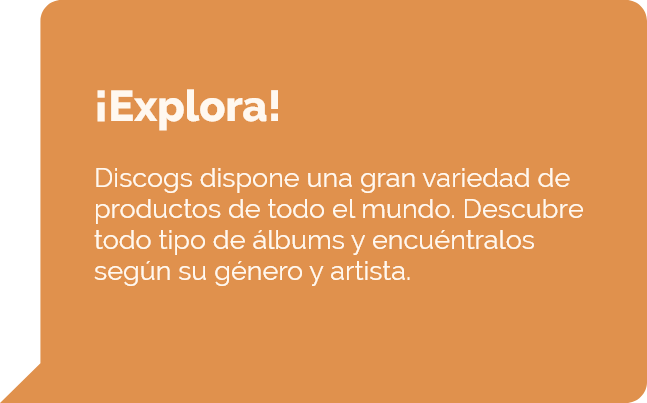 ¡Explora!
Discogs dispone una gran variedad de
productos de todo el mundo. Descubre
todo tipo de álbums y encuéntralos
según su género y artista.